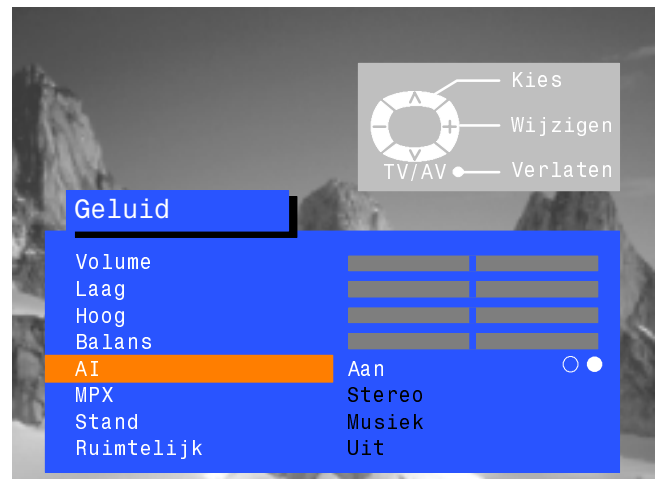 Kies
Wijzigen
TV/AV Verlaten
Geluid
Volume
Laag
Hoog
Balans
AI Aan
MPX Stereo
Stand Musiek
Ruimtelijk Uit